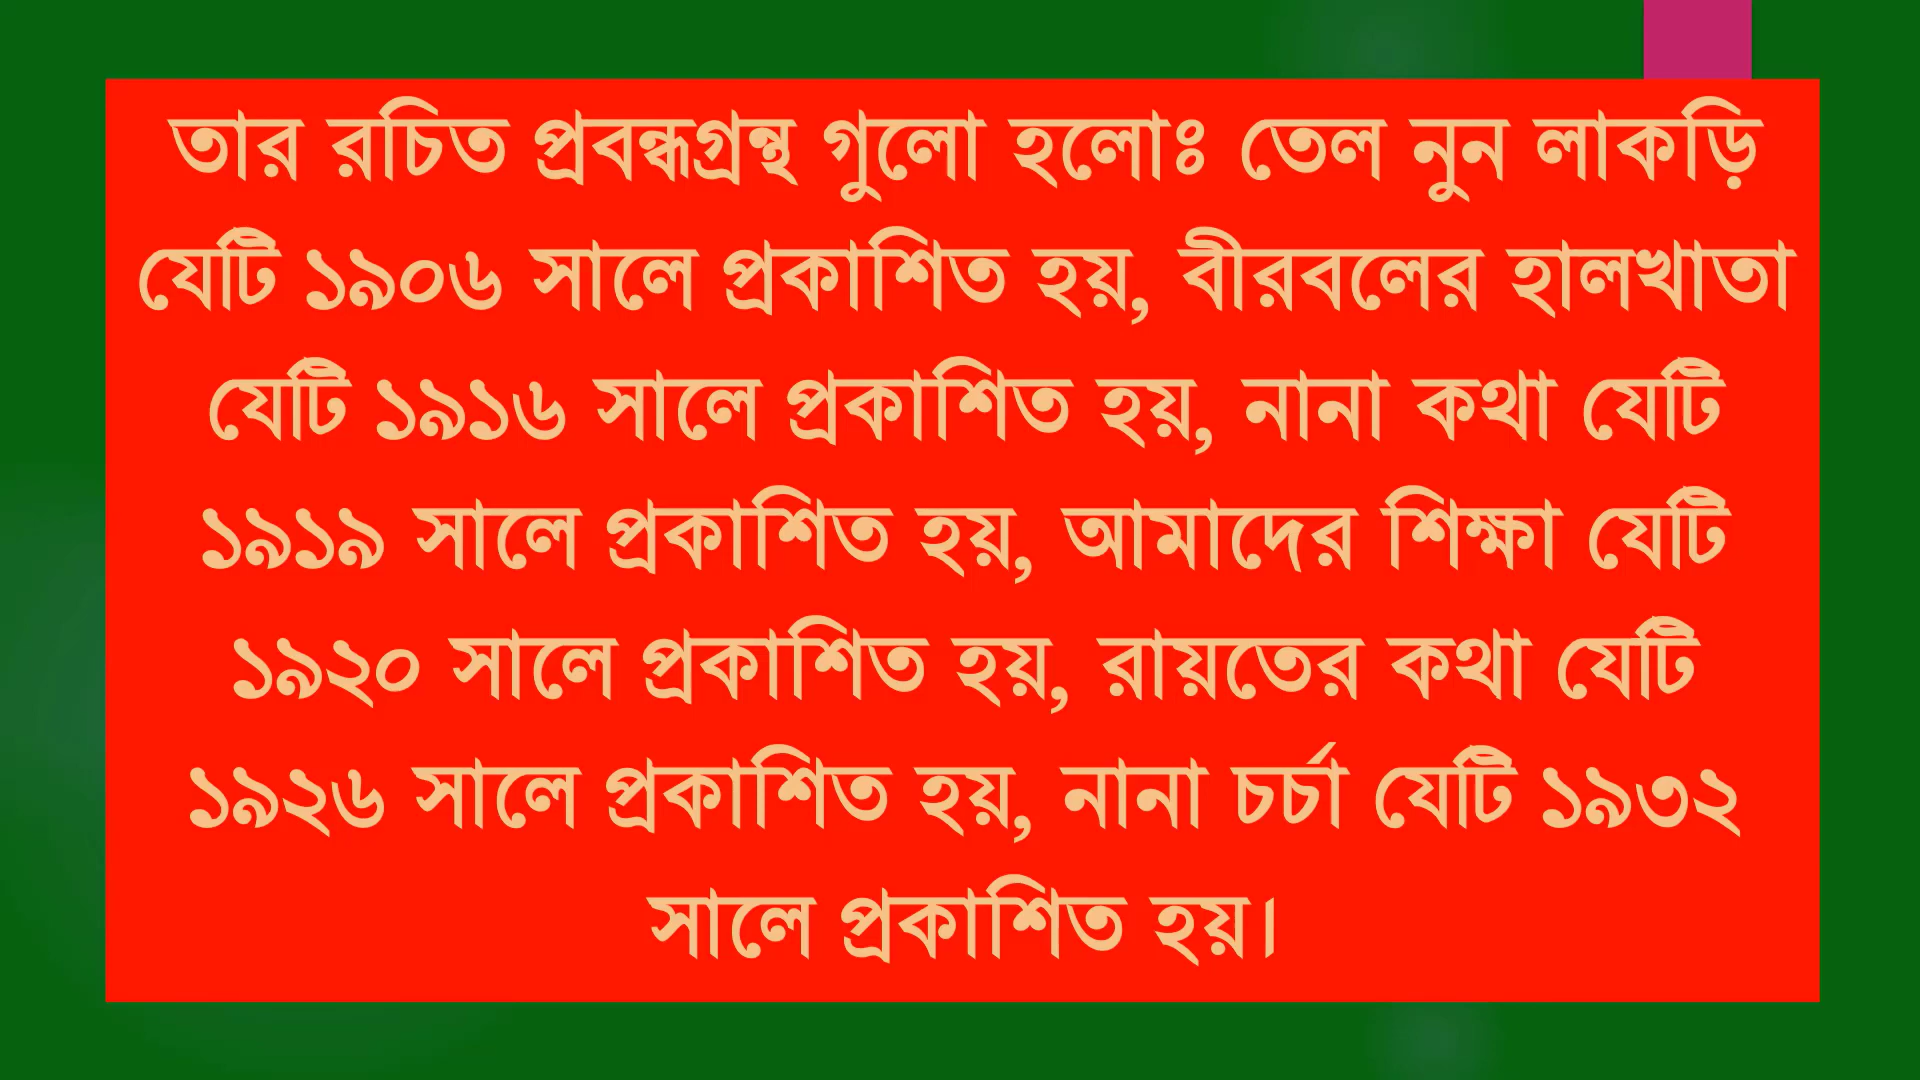 তার রচিত প্রবন্ধগ্রন্থ গুলো হলোঃ তেল নুন লাকড়ি
যেটি ১৯০৬ সালে প্রকাশিত হয়, বীরবলের হালখাতা
যেটি ১৯১৬ সালে প্রকাশিত হয়, নানা কথা যেটি
১৯১৯ সালে প্রকাশিত হয়, আমাদের শিক্ষা যেটি
১৯২০ সালে প্রকাশিত হয়, রায়তের কথা যেটি
১৯২৬ সালে প্রকাশিত হয়, নানা চর্চা যেটি ১৯৩২
সালে প্রকাশিত হয়।